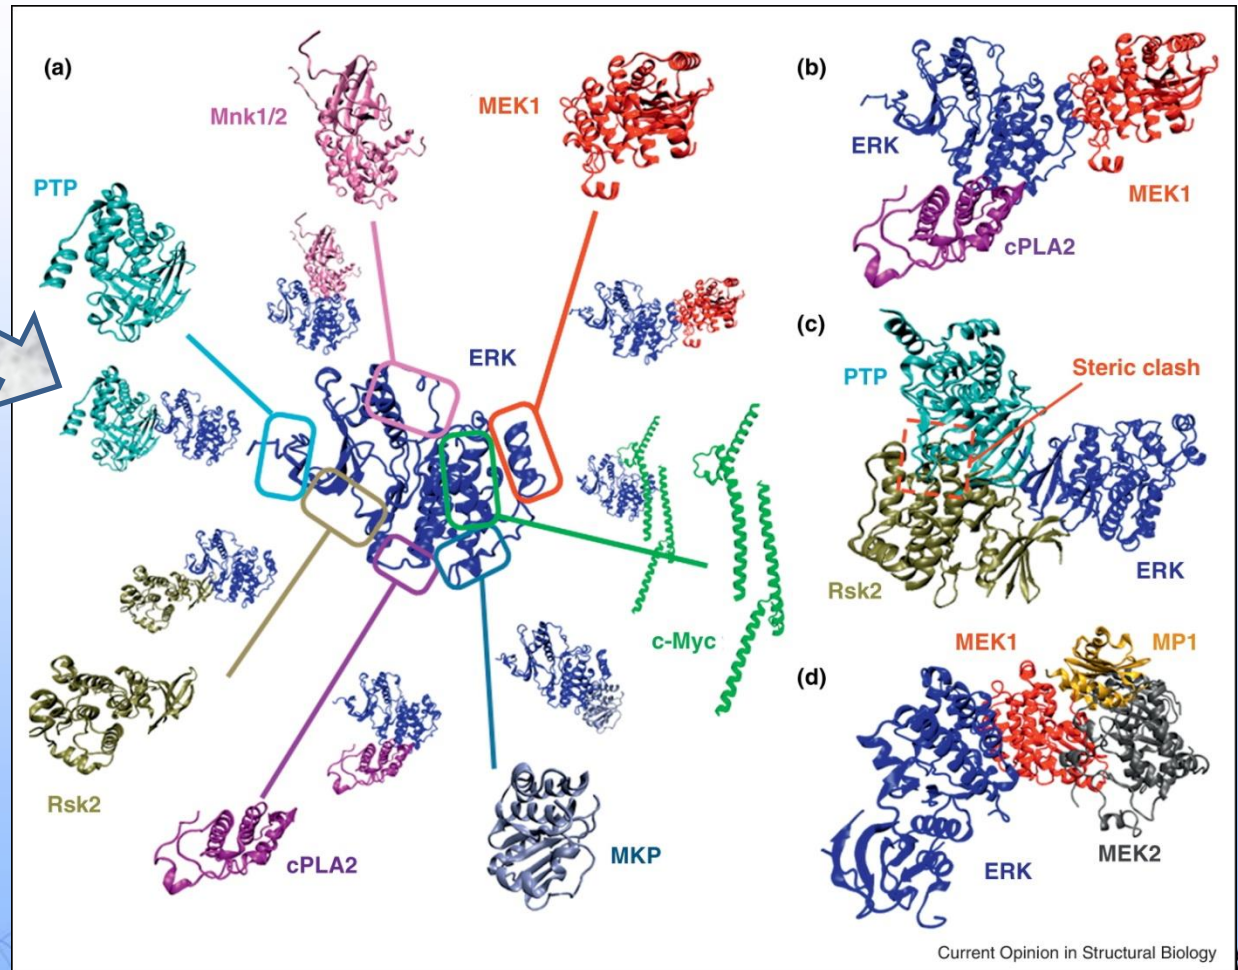 (a)
Mnk1/2
MEK1
PTP
ERK
c-Myc
Rsk2
cPLA2
MKP
(b)
ERK
MEK1
cPLA2
(c)
PTP
Steric clash
Rsk2
ERK
(d)
MEK1
MP1
MEK2
ERK
Current Opinion in Structural Biology